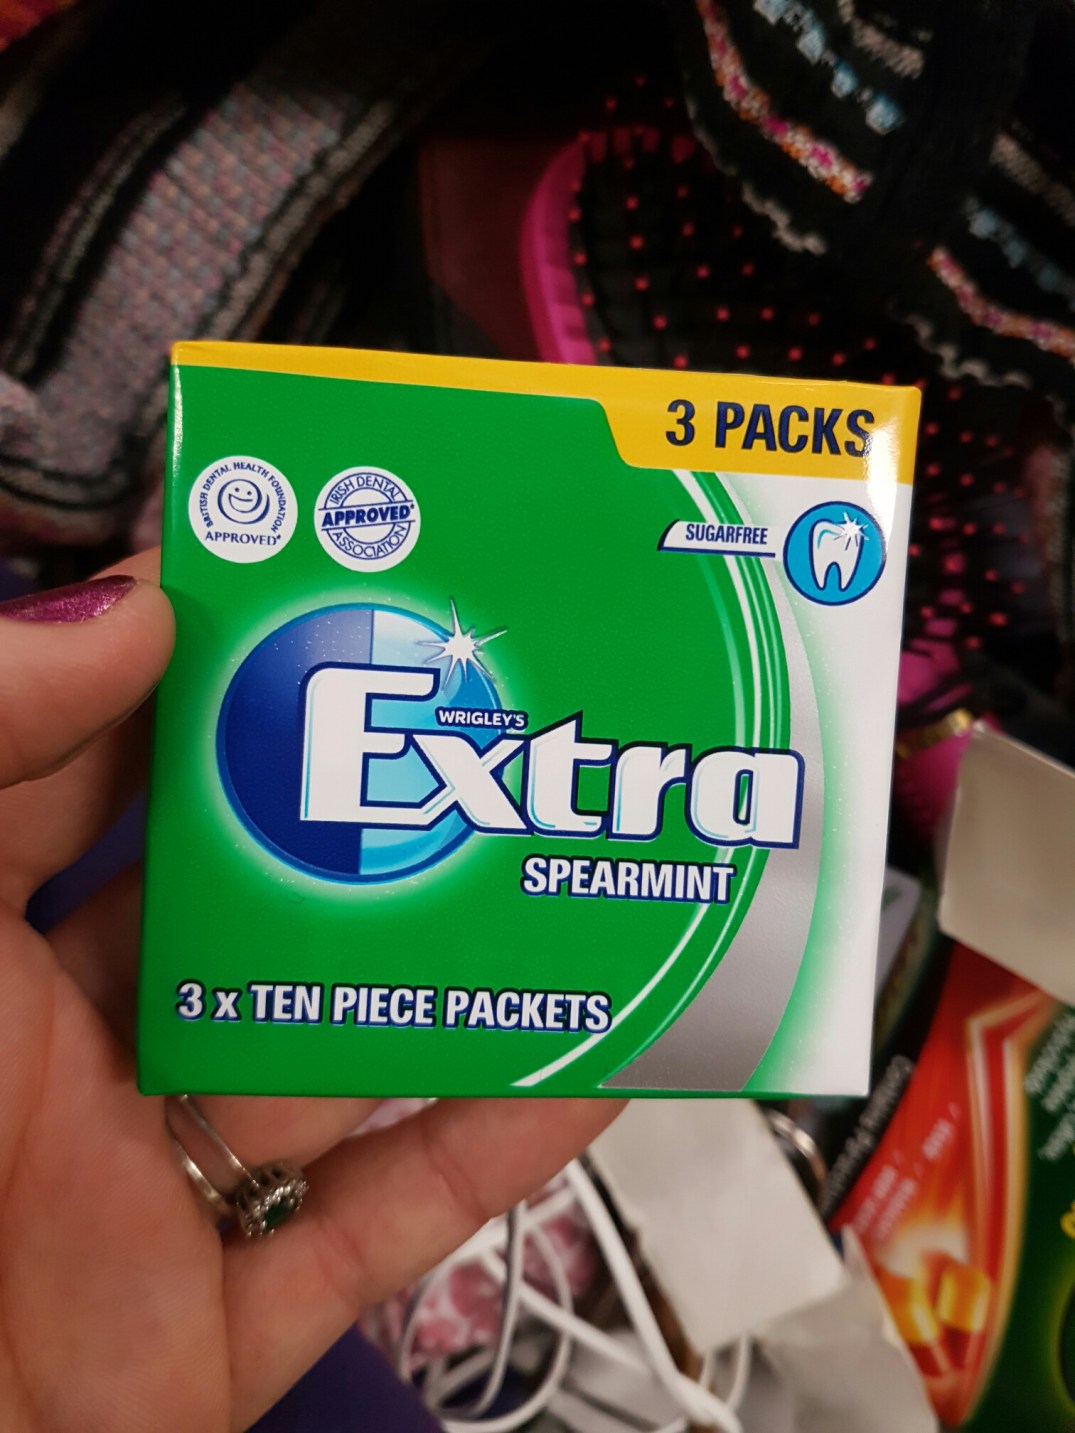 3 PACKS
BRITISH DENTAL HEALTH FOUNDATION
APPROVED*
IRISH DENTAL
APPROVED*
ASSOCIATION
SUGARFREE
WRIGLEY'S
Extra
SPEARMINT
3 x TEN PIECE PACKETS